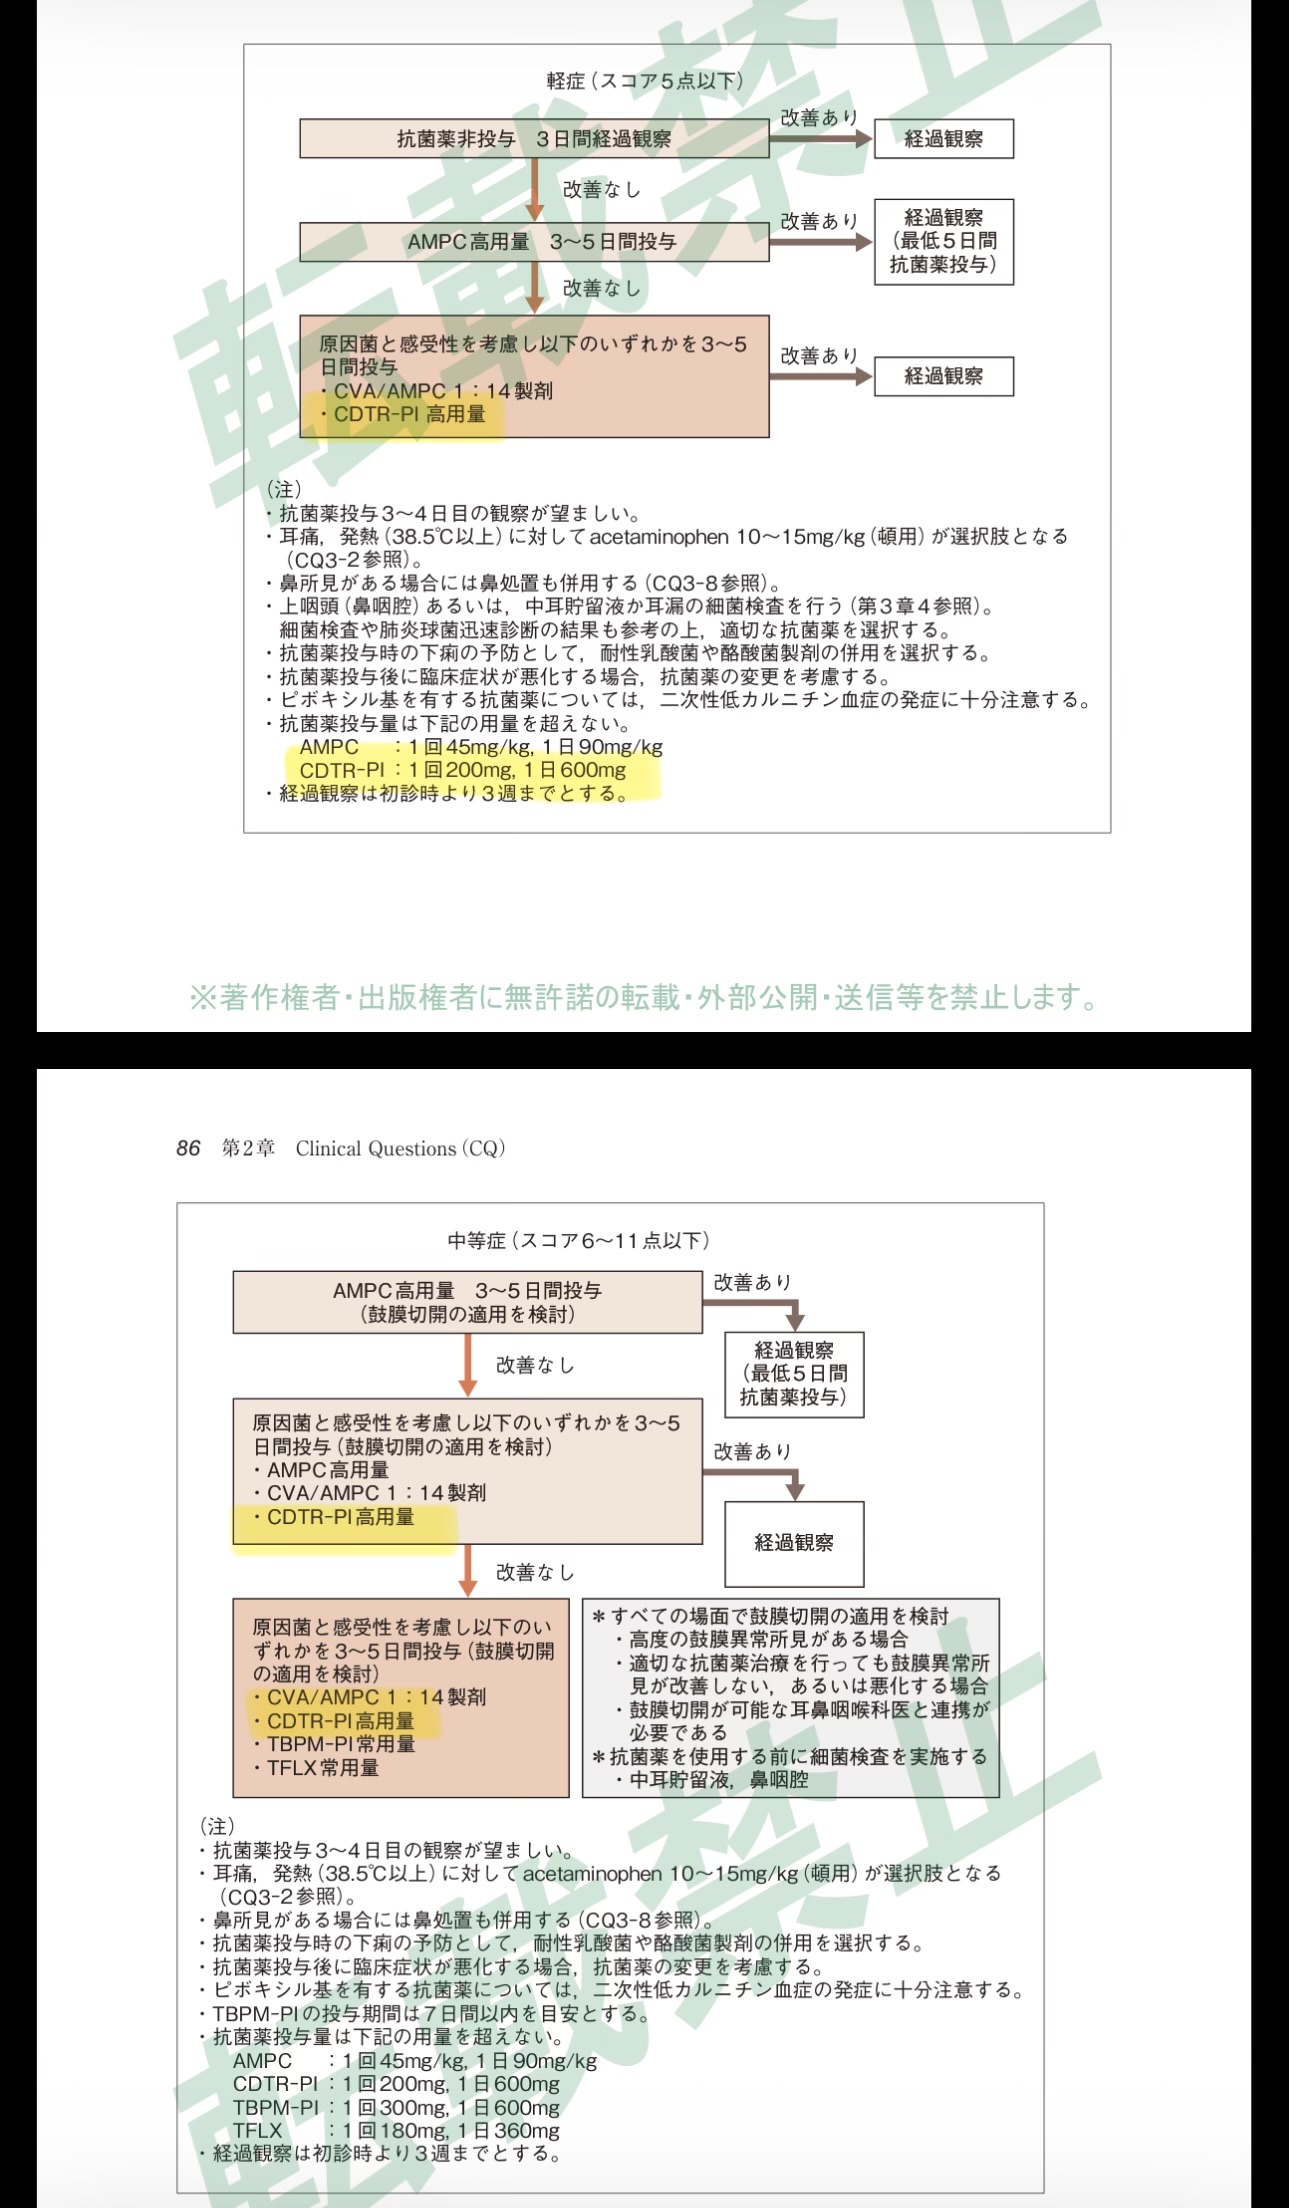 軽症（スコア5点以下）
抗菌薬非投与　3日間経過観察
改善あり
経過観察
改善なし
AMPC高用量　3～5日間投与
改善あり
経過観察
（最低5日間
抗菌薬投与）
改善なし
原因菌と感受性を考慮し以下のいずれかを3～5
日間投与
・CVA/AMPC 1：14製剤
・CDTR-PI 高用量
改善あり
経過観察
（注）
・抗菌薬投与3～4日目の観察が望ましい。
・耳痛，発熱（38.5℃以上）に対してacetaminophen 10～15mg/kg（頓用）が選択肢となる
（CQ3-2参照）。
・鼻所見がある場合には鼻処置も併用する（CQ3-8参照）。
・上咽頭（鼻咽腔）あるいは，中耳貯留液か耳漏の細菌検査を行う（第3章4参照）。
細菌検査や肺炎球菌迅速診断の結果も参考の上，適切な抗菌薬を選択する。
・抗菌薬投与時の下痢の予防として，耐性乳酸菌や酪酸菌製剤の併用を選択する。
・抗菌薬投与後に臨床症状が悪化する場合，抗菌薬の変更を考慮する。
・ピボキシル基を有する抗菌薬については，二次性低カルニチン血症の発症に十分注意する。
・抗菌薬投与量は下記の用量を超えない。
AMPC　：1回45mg/kg, 1日90mg/kg
CDTR-PI：1回200mg, 1日600mg
・経過観察は初診時より3週までとする。
転載禁止
※著作権者・出版権者に無許諾の転載・外部公開・送信等を禁止します。
86　第2章　Clinical Questions（CQ）
中等症（スコア6～11点以下）
AMPC高用量　3～5日間投与
（鼓膜切開の適用を検討）
改善あり
経過観察
（最低5日間
抗菌薬投与）
改善なし
原因菌と感受性を考慮し以下のいずれかを3～5
日間投与（鼓膜切開の適用を検討）
・AMPC高用量
・CVA/AMPC 1：14製剤
・CDTR-PI高用量
改善あり
経過観察
改善なし
原因菌と感受性を考慮し以下のい
ずれかを3～5日間投与（鼓膜切開
の適用を検討）
・CVA/AMPC 1：14製剤
・CDTR-PI高用量
・TBPM-PI常用量
・TFLX常用量
＊すべての場面で鼓膜切開の適用を検討
・高度の鼓膜異常所見がある場合
・適切な抗菌薬治療を行っても鼓膜異常所
見が改善しない，あるいは悪化する場合
・鼓膜切開が可能な耳鼻咽喉科医と連携が
必要である
＊抗菌薬を使用する前に細菌検査を実施する
・中耳貯留液，鼻咽腔
（注）
・抗菌薬投与3～4日目の観察が望ましい。
・耳痛，発熱（38.5℃以上）に対してacetaminophen 10～15mg/kg（頓用）が選択肢となる
（CQ3-2参照）。
・鼻所見がある場合には鼻処置も併用する（CQ3-8参照）。
・抗菌薬投与時の下痢の予防として，耐性乳酸菌や酪酸菌製剤の併用を選択する。
・抗菌薬投与後に臨床症状が悪化する場合，抗菌薬の変更を考慮する。
・ピボキシル基を有する抗菌薬については，二次性低カルニチン血症の発症に十分注意する。
・TBPM-PIの投与期間は7日間以内を目安とする。
・抗菌薬投与量は下記の用量を超えない。
AMPC　：1回45mg/kg, 1日90mg/kg
CDTR-PI：1回200mg, 1日600mg
TBPM-PI：1回300mg, 1日600mg
TFLX　：1回180mg, 1日360mg
・経過観察は初診時より3週までとする。
転載禁止